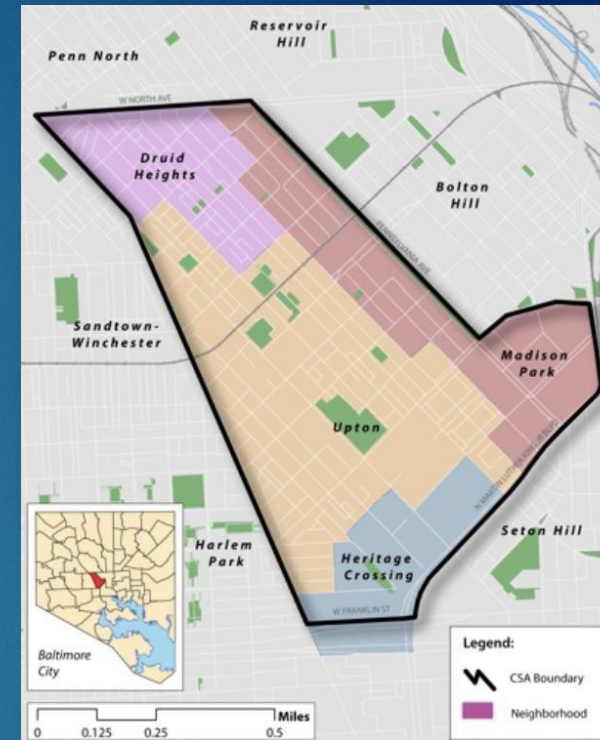 Reservoir
Hill
Penn North
W NORTH AVE
Druid
Heights
Bolton
Hill
PENNSYLVANIA AVE
Sandtown-
Winchester
Madison
Park
Upton
N MARTIN LUTHER KING JR BLVD
Seton Hill
Harlem
Park
Heritage
Crossing
W FRANKLIN ST
Baltimore
City
Legend:
CSA Boundary
Neighborhood
Miles
0 0.125 0.25 0.5